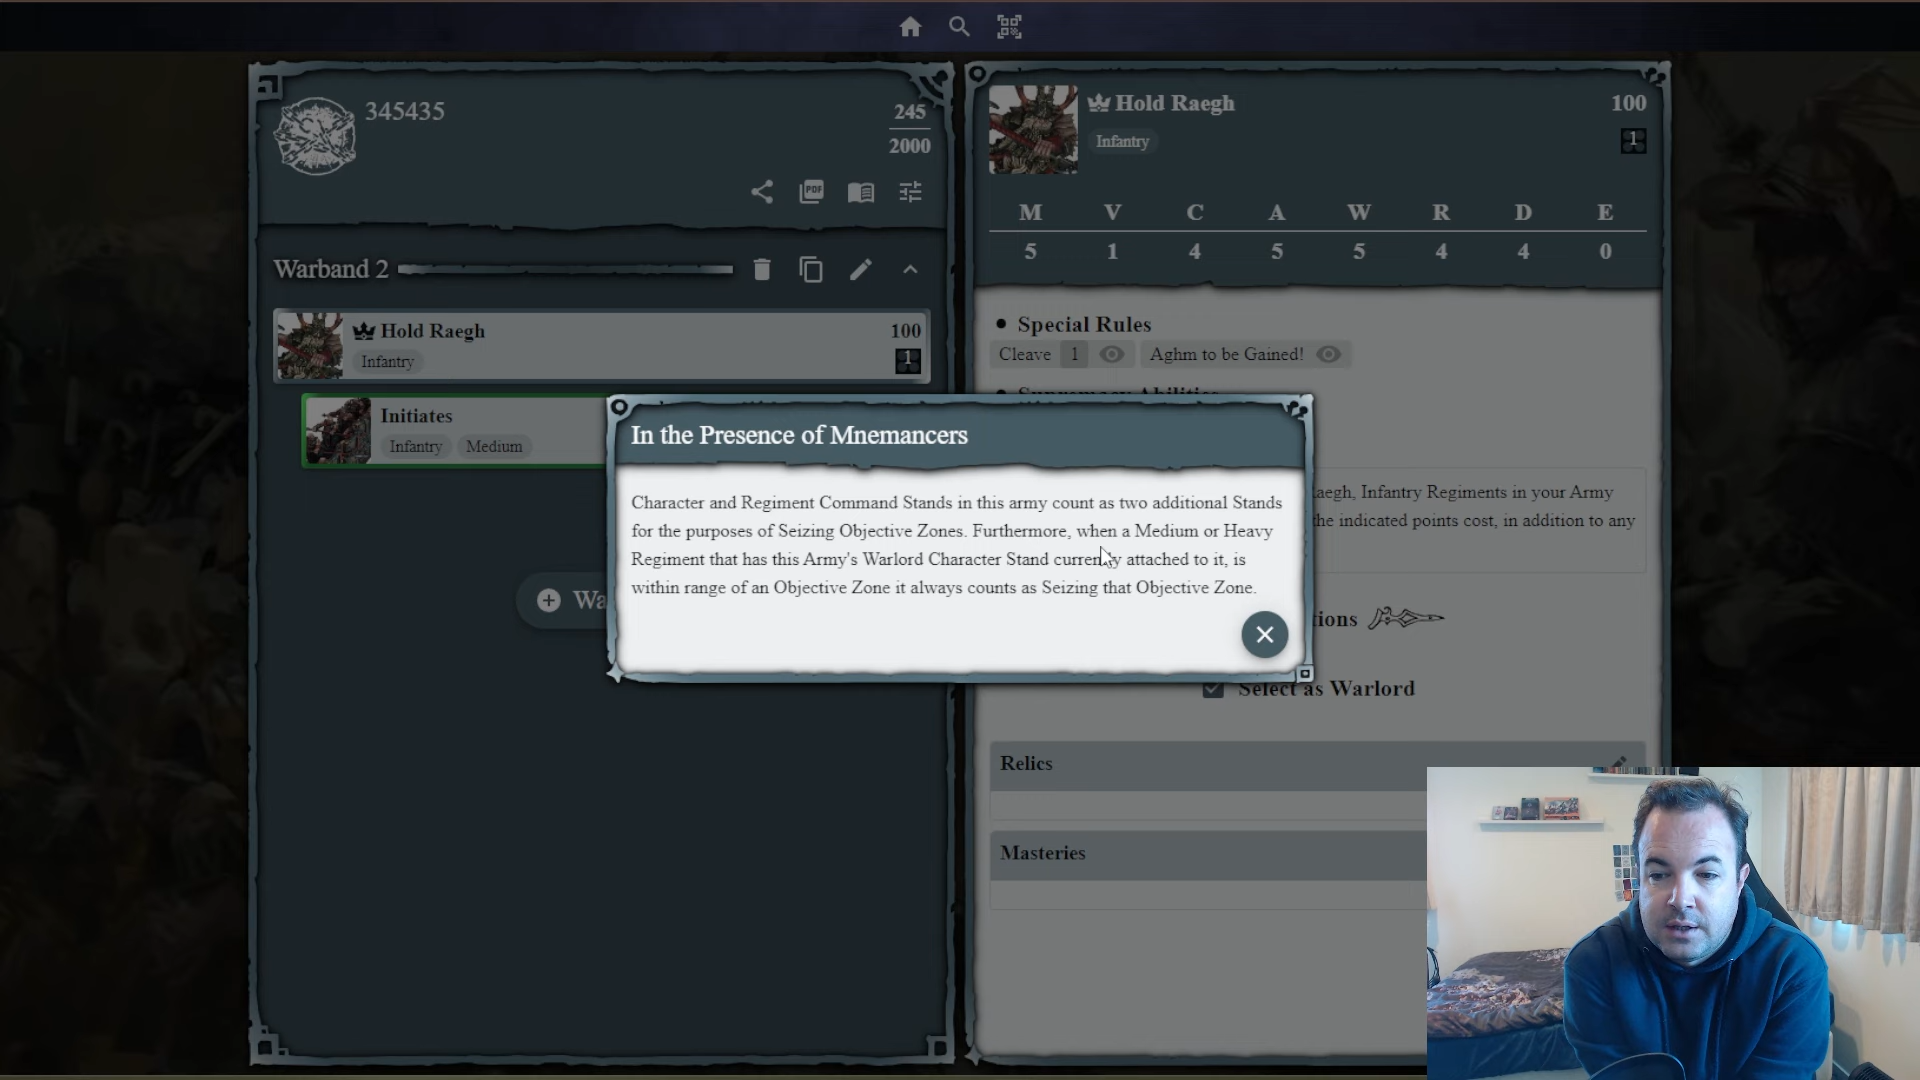 345435
245
2000
PDF
Warband 2
Hold Raegh
100
Infantry
1
Initiates
Infantry Medium
Hold Raegh
100
Infantry
1
M V C A W R D E
5 1 4 5 5 4 4 0
Special Rules
Cleave 1 Aghm to be Gained!
Supremacy Abilities
In the Presence of Mnemancers
Character and Regiment Command Stands in this army count as two additional Stands
for the purposes of Seizing Objective Zones. Furthermore, when a Medium or Heavy
Regiment that has this Army's Warlord Character Stand currently attached to it, is
within range of an Objective Zone it always counts as Seizing that Objective Zone.
aegh, Infantry Regiments in your Army
the indicated points cost, in addition to any
tions
Select as Warlord
Relics
Masteries